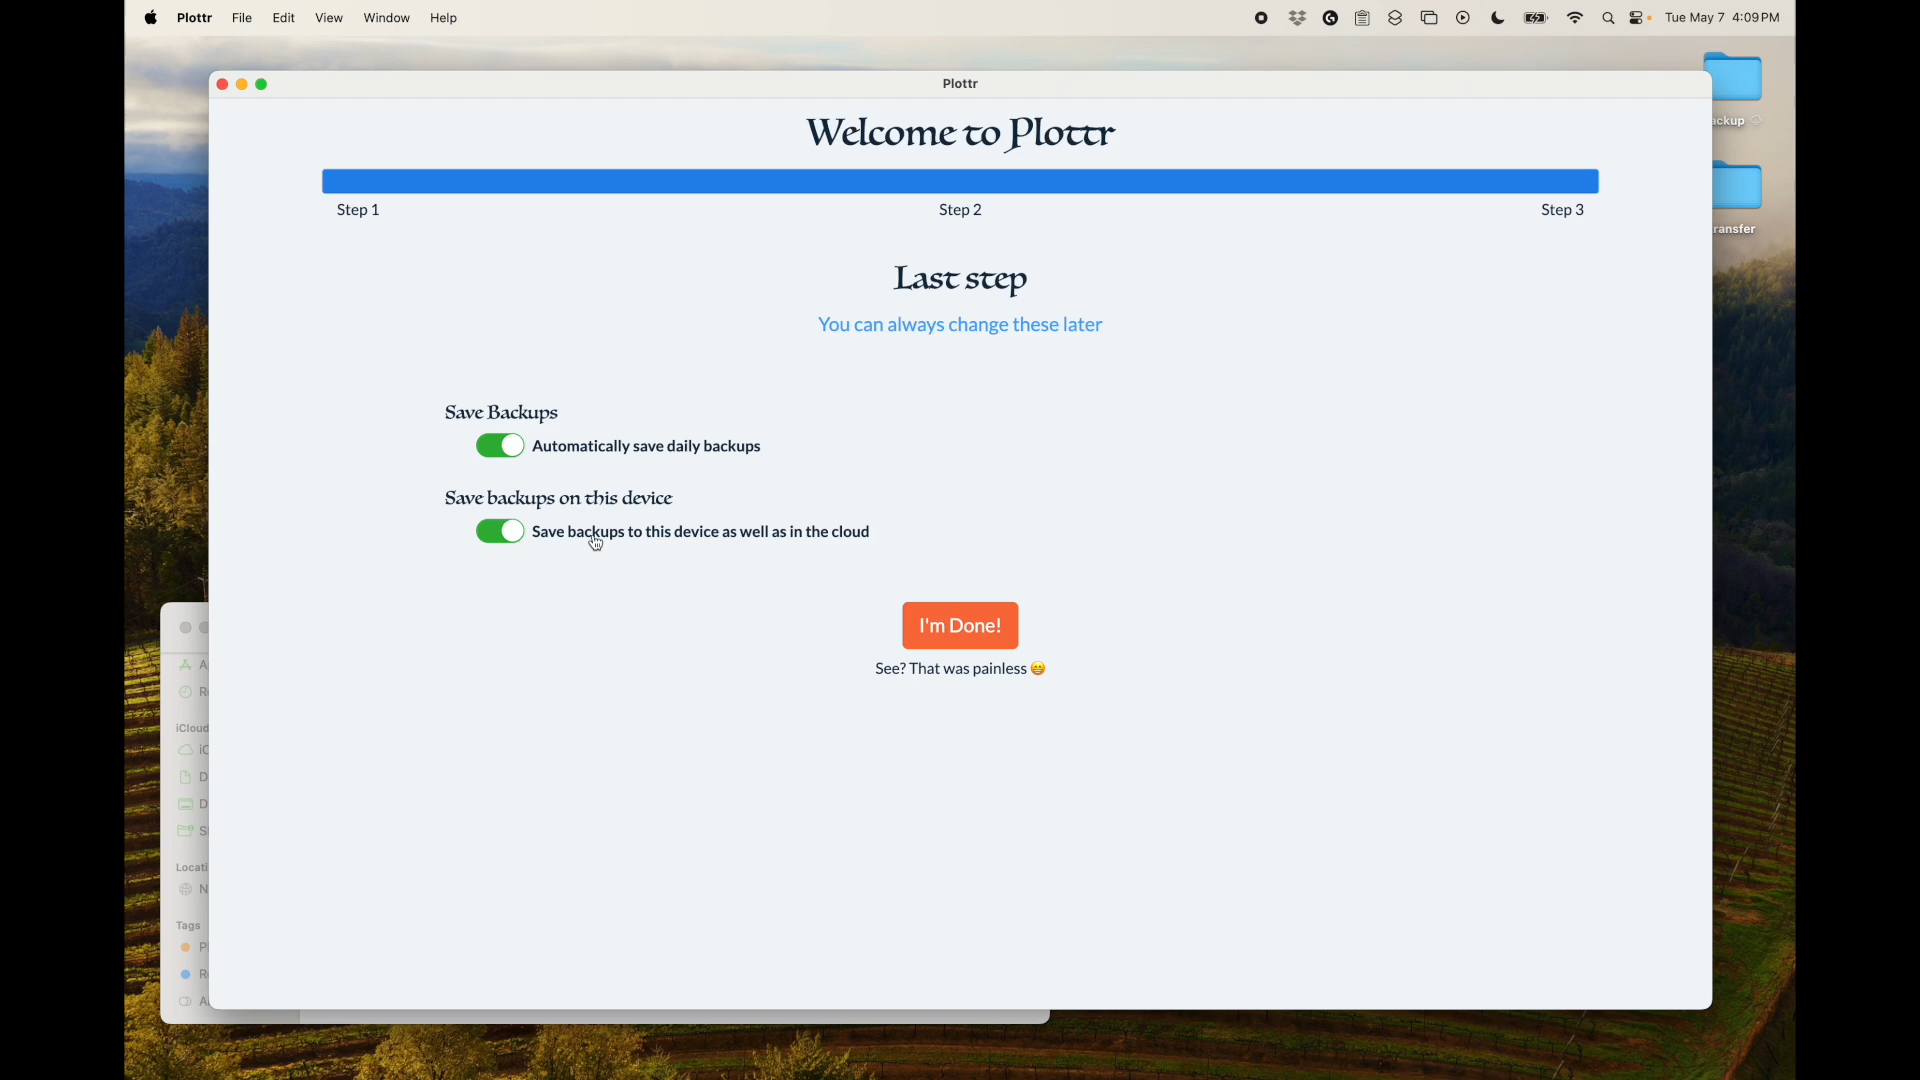 Plottr File Edit View Window Help Tue May 7 4:09 PM
Plottr
Welcome to Plottr
Step 1 Step 2 Step 3
Last step
You can always change these later
Save Backups
Automatically save daily backups
Save backups on this device
Save backups to this device as well as in the cloud
I'm Done!
See? That was painless 😄
ackup
ransfer
iCloud
Locati
Tags